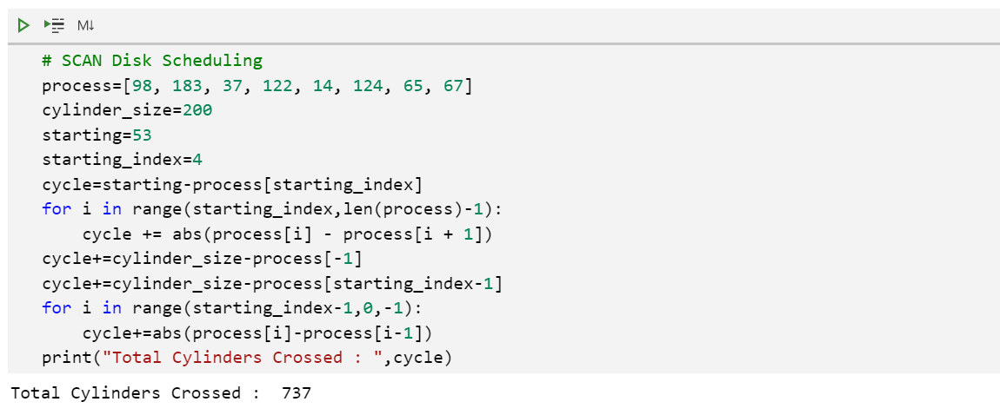 M↓
# SCAN Disk Scheduling
process=[98, 183, 37, 122, 14, 124, 65, 67]
cylinder_size=200
starting=53
starting_index=4
cycle=starting-process[starting_index]
for i in range(starting_index,len(process)-1):
    cycle += abs(process[i] - process[i + 1])
cycle+=cylinder_size-process[-1]
cycle+=cylinder_size-process[starting_index-1]
for i in range(starting_index-1,0,-1):
    cycle+=abs(process[i]-process[i-1])
print("Total Cylinders Crossed : ",cycle)
Total Cylinders Crossed :  737